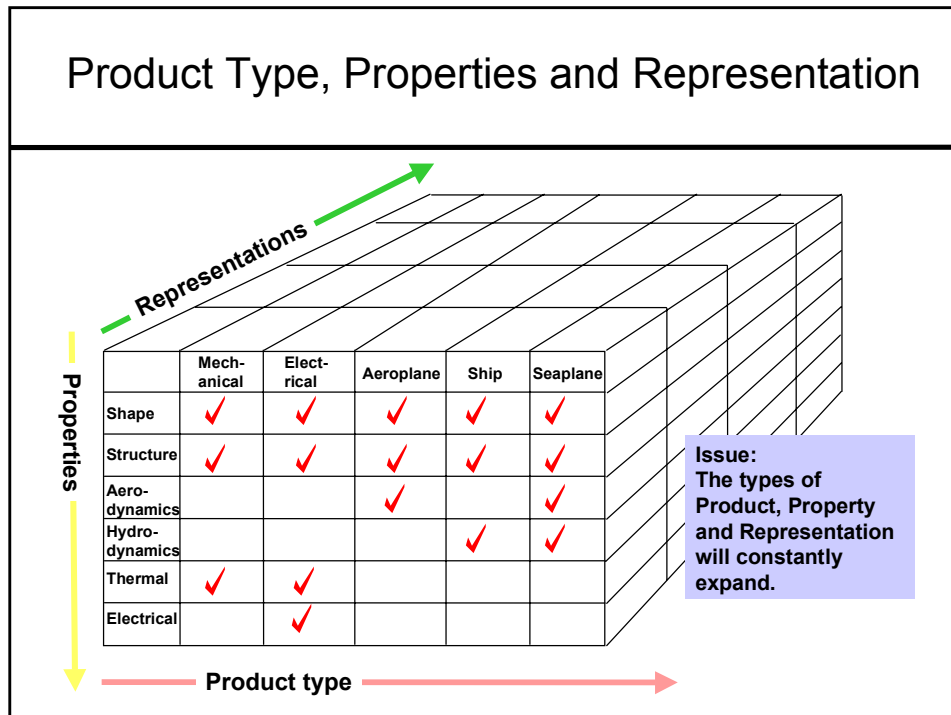 Product Type, Properties and Representation
Representations
Properties
Mech-
anical
Elect-
rical
Aeroplane
Ship
Seaplane
Shape
Structure
Aero-
dynamics
Hydro-
dynamics
Thermal
Electrical
Issue:
The types of
Product, Property
and Representation
will constantly
expand.
Product type